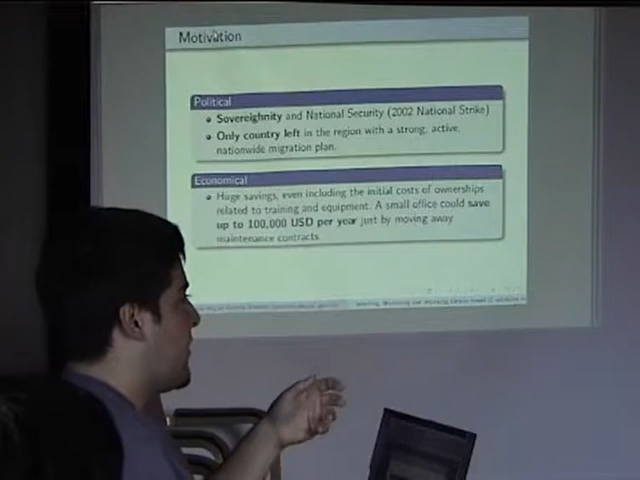 Motivation
Political
Sovereighnity and National Security (2002 National Strike)
Only country left in the region with a strong, active,
nationwide migration plan.
Economical
Huge savings, even including the initial costs of ownerships
related to training and equipment. A small office could save
up to 100,000 USD per year just by moving away
maintenance contracts.